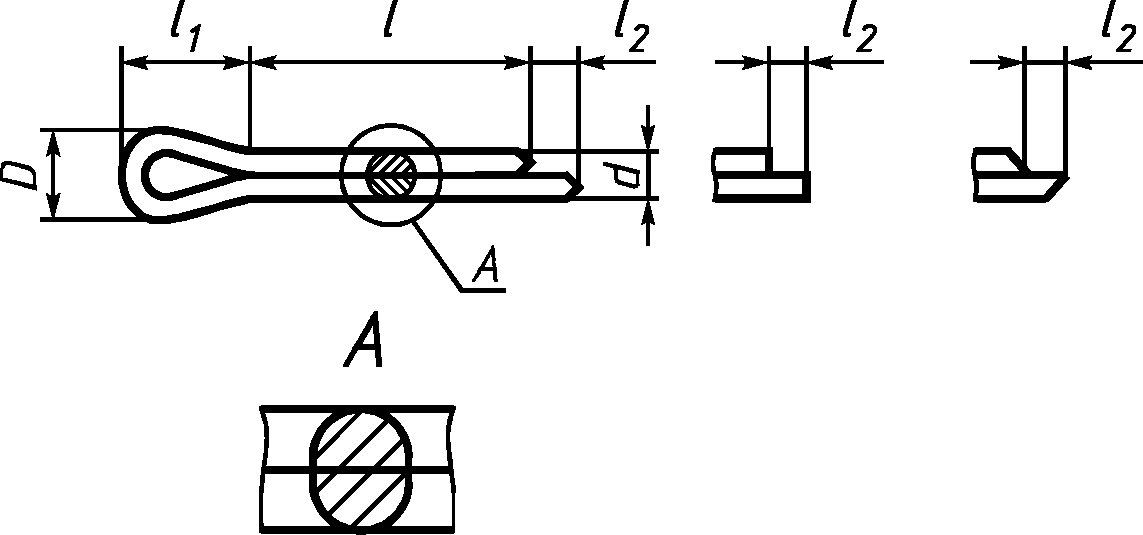 l₁ l l₂ l₂ l₂
D d
A
A